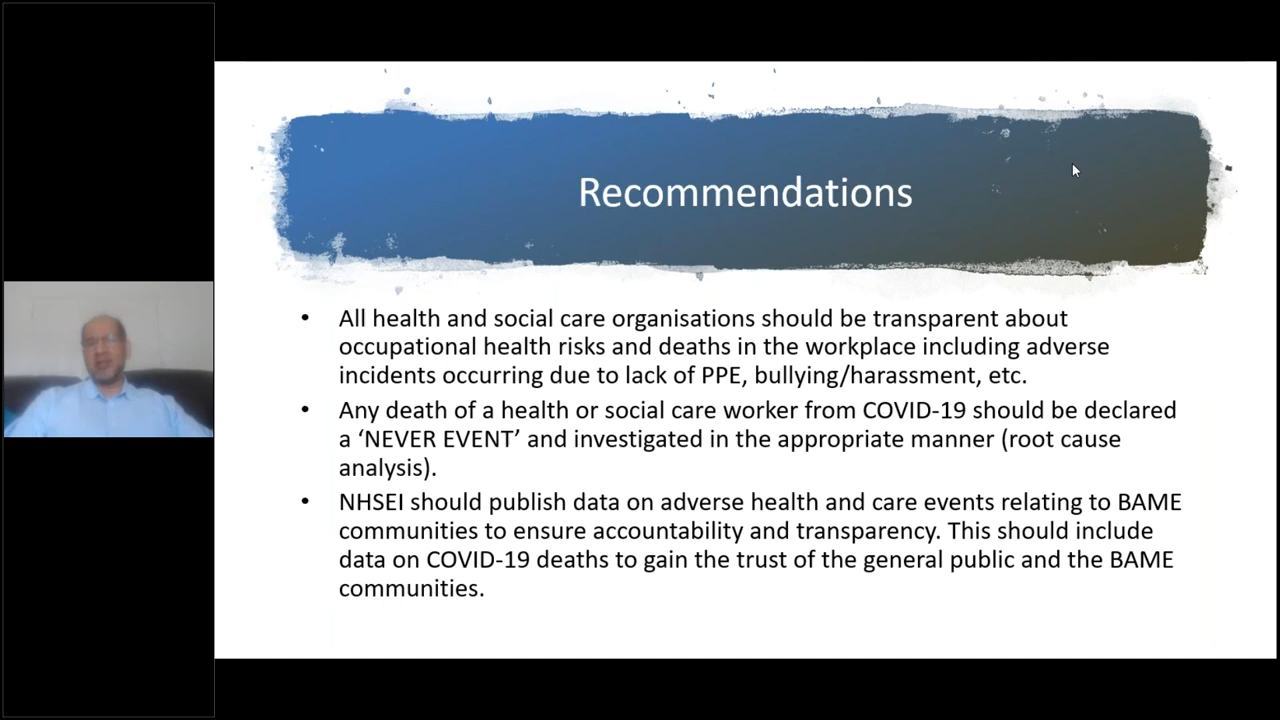 Recommendations
• All health and social care organisations should be transparent about
occupational health risks and deaths in the workplace including adverse
incidents occurring due to lack of PPE, bullying/harassment, etc.
• Any death of a health or social care worker from COVID-19 should be declared
a ‘NEVER EVENT’ and investigated in the appropriate manner (root cause
analysis).
• NHSEI should publish data on adverse health and care events relating to BAME
communities to ensure accountability and transparency. This should include
data on COVID-19 deaths to gain the trust of the general public and the BAME
communities.